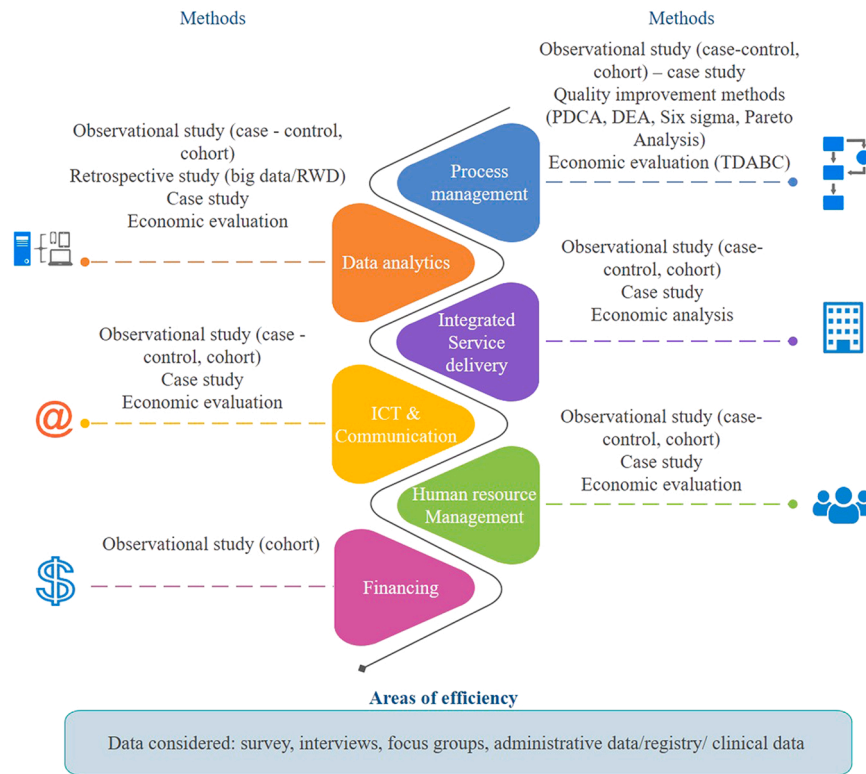 Methods
Methods
Observational study (case-control,
cohort) – case study
Quality improvement methods
(PDCA, DEA, Six sigma, Pareto
Analysis)
Economic evaluation (TDABC)
Process
management
Observational study (case - control,
cohort)
Retrospective study (big data/RWD)
Case study
Economic evaluation
Data analytics
Observational study (case-
control, cohort)
Case study
Economic analysis
Integrated
Service
delivery
Observational study (case -
control, cohort)
Case study
Economic evaluation
@
ICT &
Communication
Observational study (case-
control, cohort)
Case study
Economic evaluation
Human resource
Management
Observational study (cohort)
$
Financing
Areas of efficiency
Data considered: survey, interviews, focus groups, administrative data/registry/ clinical data